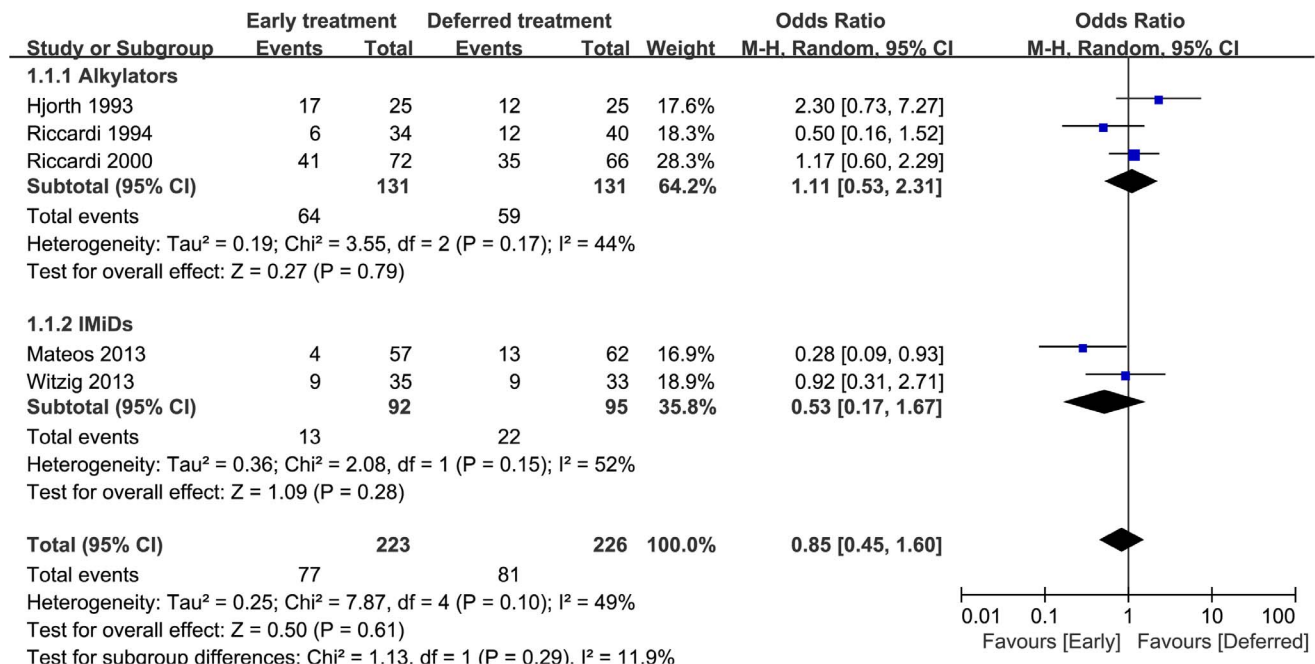 Early treatment Deferred treatment Odds Ratio Odds Ratio
Study or Subgroup Events Total Events Total Weight M-H, Random, 95% CI M-H, Random, 95% CI
1.1.1 Alkylators
Hjorth 1993 17 25 12 25 17.6% 2.30 [0.73, 7.27]
Riccardi 1994 6 34 12 40 18.3% 0.50 [0.16, 1.52]
Riccardi 2000 41 72 35 66 28.3% 1.17 [0.60, 2.29]
Subtotal (95% CI) 131 131 64.2% 1.11 [0.53, 2.31]
Total events 64 59
Heterogeneity: Tau² = 0.19; Chi² = 3.55, df = 2 (P = 0.17); I² = 44%
Test for overall effect: Z = 0.27 (P = 0.79)
1.1.2 IMiDs
Mateos 2013 4 57 13 62 16.9% 0.28 [0.09, 0.93]
Witzig 2013 9 35 9 33 18.9% 0.92 [0.31, 2.71]
Subtotal (95% CI) 92 95 35.8% 0.53 [0.17, 1.67]
Total events 13 22
Heterogeneity: Tau² = 0.36; Chi² = 2.08, df = 1 (P = 0.15); I² = 52%
Test for overall effect: Z = 1.09 (P = 0.28)
Total (95% CI) 223 226 100.0% 0.85 [0.45, 1.60]
Total events 77 81
Heterogeneity: Tau² = 0.25; Chi² = 7.87, df = 4 (P = 0.10); I² = 49%
Test for overall effect: Z = 0.50 (P = 0.61)
Test for subgroup differences: Chi² = 1.13, df = 1 (P = 0.29), I² = 11.9%
0.01 0.1 1 10 100
Favours [Early] Favours [Deferred]